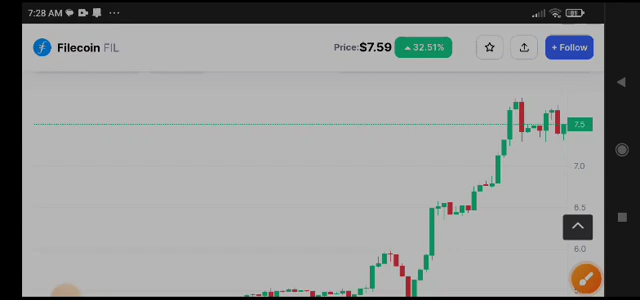 7:28 AM
81
Filecoin FIL
Price: $7.59 32.51%
+ Follow
7.5
7.0
6.5
6.0